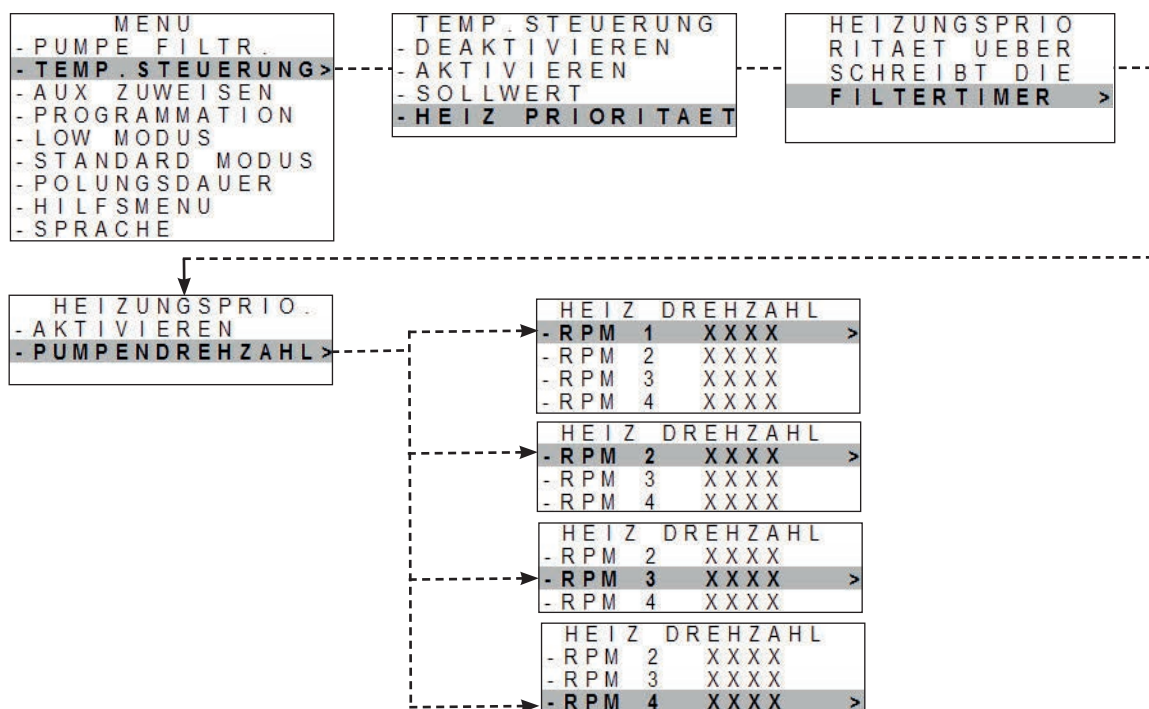 MENU
- PUMPE FILTR.
- TEMP.STEUERUNG>
- AUX ZUWEISEN
- PROGRAMMATION
- LOW MODUS
- STANDARD MODUS
- POLUNGSDAUER
- HILFSMENU
- SPRACHE
TEMP.STEUERUNG
- DEAKTIVIEREN
- AKTIVIEREN
- SOLLWERT
- HEIZ PRIORITAET
HEIZUNGSPRIO
RITAET UEBER
SCHREIBT DIE
FILTERTIMER >
HEIZUNGSPRIO.
- AKTIVIEREN
- PUMPENDREHZAHL>
HEIZ DREHZAHL
- RPM 1 XXXX >
- RPM 2 XXXX
- RPM 3 XXXX
- RPM 4 XXXX
HEIZ DREHZAHL
- RPM 2 XXXX >
- RPM 3 XXXX
- RPM 4 XXXX
HEIZ DREHZAHL
- RPM 2 XXXX
- RPM 3 XXXX >
- RPM 4 XXXX
HEIZ DREHZAHL
- RPM 2 XXXX
- RPM 3 XXXX
- RPM 4 XXXX >